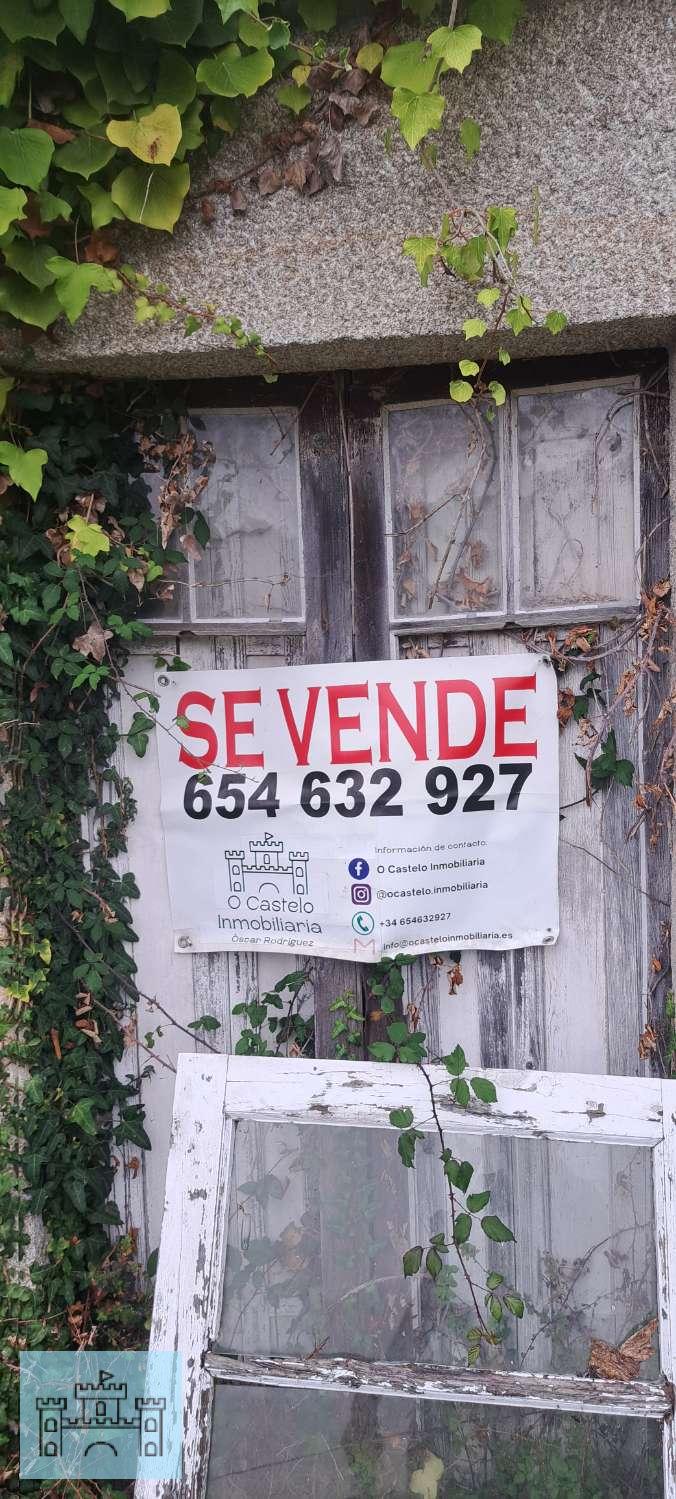 SE VENDE
654 632 927
O Castelo
Inmobiliaria
Óscar Rodríguez
Información de contacto:
O Castelo Inmobiliaria
@ocastelo.inmobiliaria
+34 654632927
info@ocasteloinmobiliaria.es